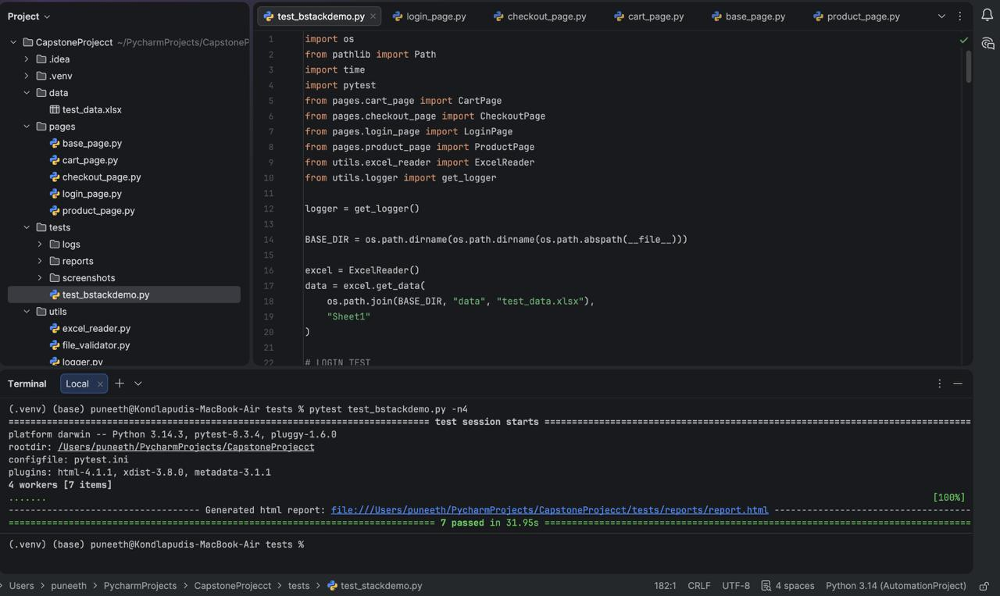 Project
test_bstackdemo.py
login_page.py
checkout_page.py
cart_page.py
base_page.py
product_page.py
CapstoneProjecct ~/PycharmProjects/CapstoneP
.idea
.venv
data
test_data.xlsx
pages
base_page.py
cart_page.py
checkout_page.py
login_page.py
product_page.py
tests
logs
reports
screenshots
test_bstackdemo.py
utils
excel_reader.py
file_validator.py
logger.py
1 import os
2 from pathlib import Path
3 import time
4 import pytest
5 from pages.cart_page import CartPage
6 from pages.checkout_page import CheckoutPage
7 from pages.login_page import LoginPage
8 from pages.product_page import ProductPage
9 from utils.excel_reader import ExcelReader
10 from utils.logger import get_logger
11
12 logger = get_logger()
13
14 BASE_DIR = os.path.dirname(os.path.dirname(os.path.abspath(__file__)))
15
16 excel = ExcelReader()
17 data = excel.get_data(
18     os.path.join(BASE_DIR, "data", "test_data.xlsx"),
19     "Sheet1"
20 )
21
22 # LOGIN TEST
Terminal
Local
(.venv) (base) puneeth@Kondlapudis-MacBook-Air tests % pytest test_bstackdemo.py -n4
============================================================================= test session starts ==============================================================================
platform darwin -- Python 3.14.3, pytest-8.3.4, pluggy-1.6.0
rootdir: /Users/puneeth/PycharmProjects/CapstoneProjecct
configfile: pytest.ini
plugins: html-4.1.1, xdist-3.8.0, metadata-3.1.1
4 workers [7 items]
....... [100%]
----------------------------------- Generated html report: file:///Users/puneeth/PycharmProjects/CapstoneProjecct/tests/reports/report.html ------------------------------------
============================================================================== 7 passed in 31.95s ==============================================================================
(.venv) (base) puneeth@Kondlapudis-MacBook-Air tests %
Users > puneeth > PycharmProjects > CapstoneProjecct > tests > test_stackdemo.py
182:1 CRLF UTF-8 4 spaces Python 3.14 (AutomationProject)